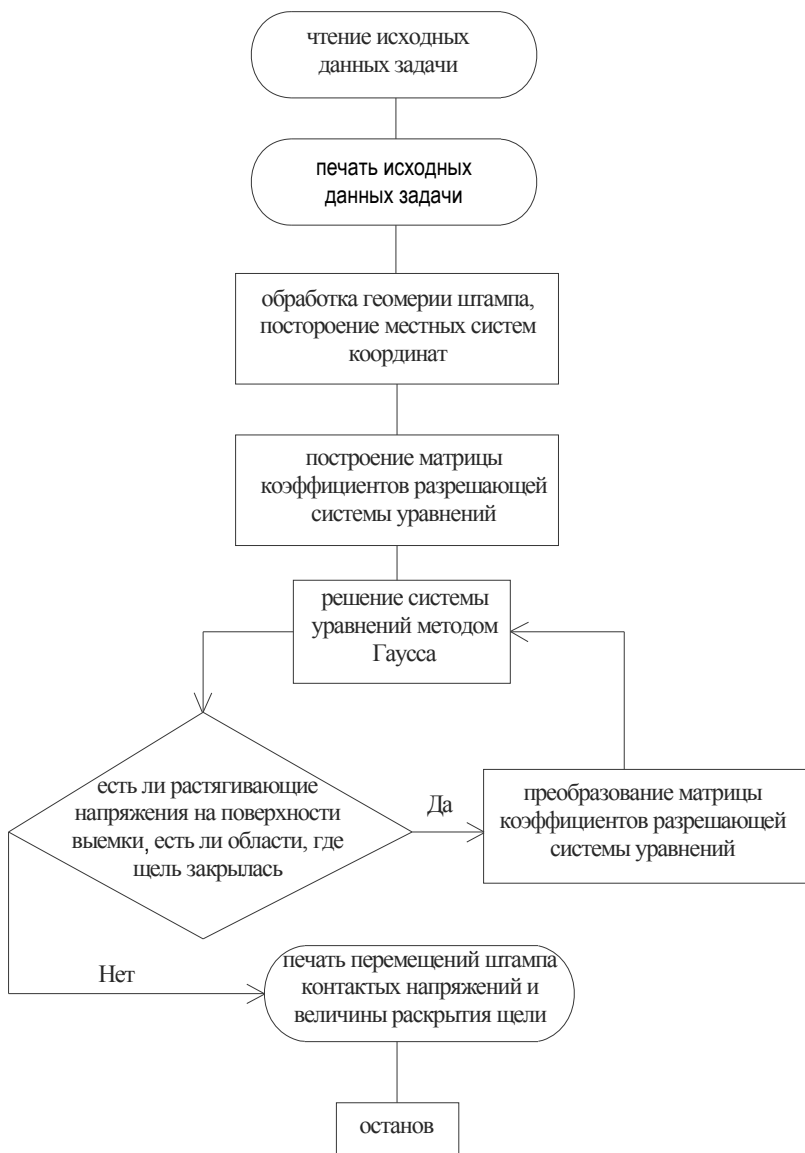 чтение исходных
данных задачи
печать исходных
данных задачи
обработка геомерии штампа,
постороение местных систем
координат
построение матрицы
коэффициентов разрешающей
системы уравнений
решение системы
уравнений методом
Гаусса
есть ли растягивающие
напряжения на поверхности
выемки, есть ли области, где
щель закрылась
Да
преобразование матрицы
коэффициентов разрешающей
системы уравнений
Нет
печать перемещений штампа
контактых напряжений и
величины раскрытия щели
останов